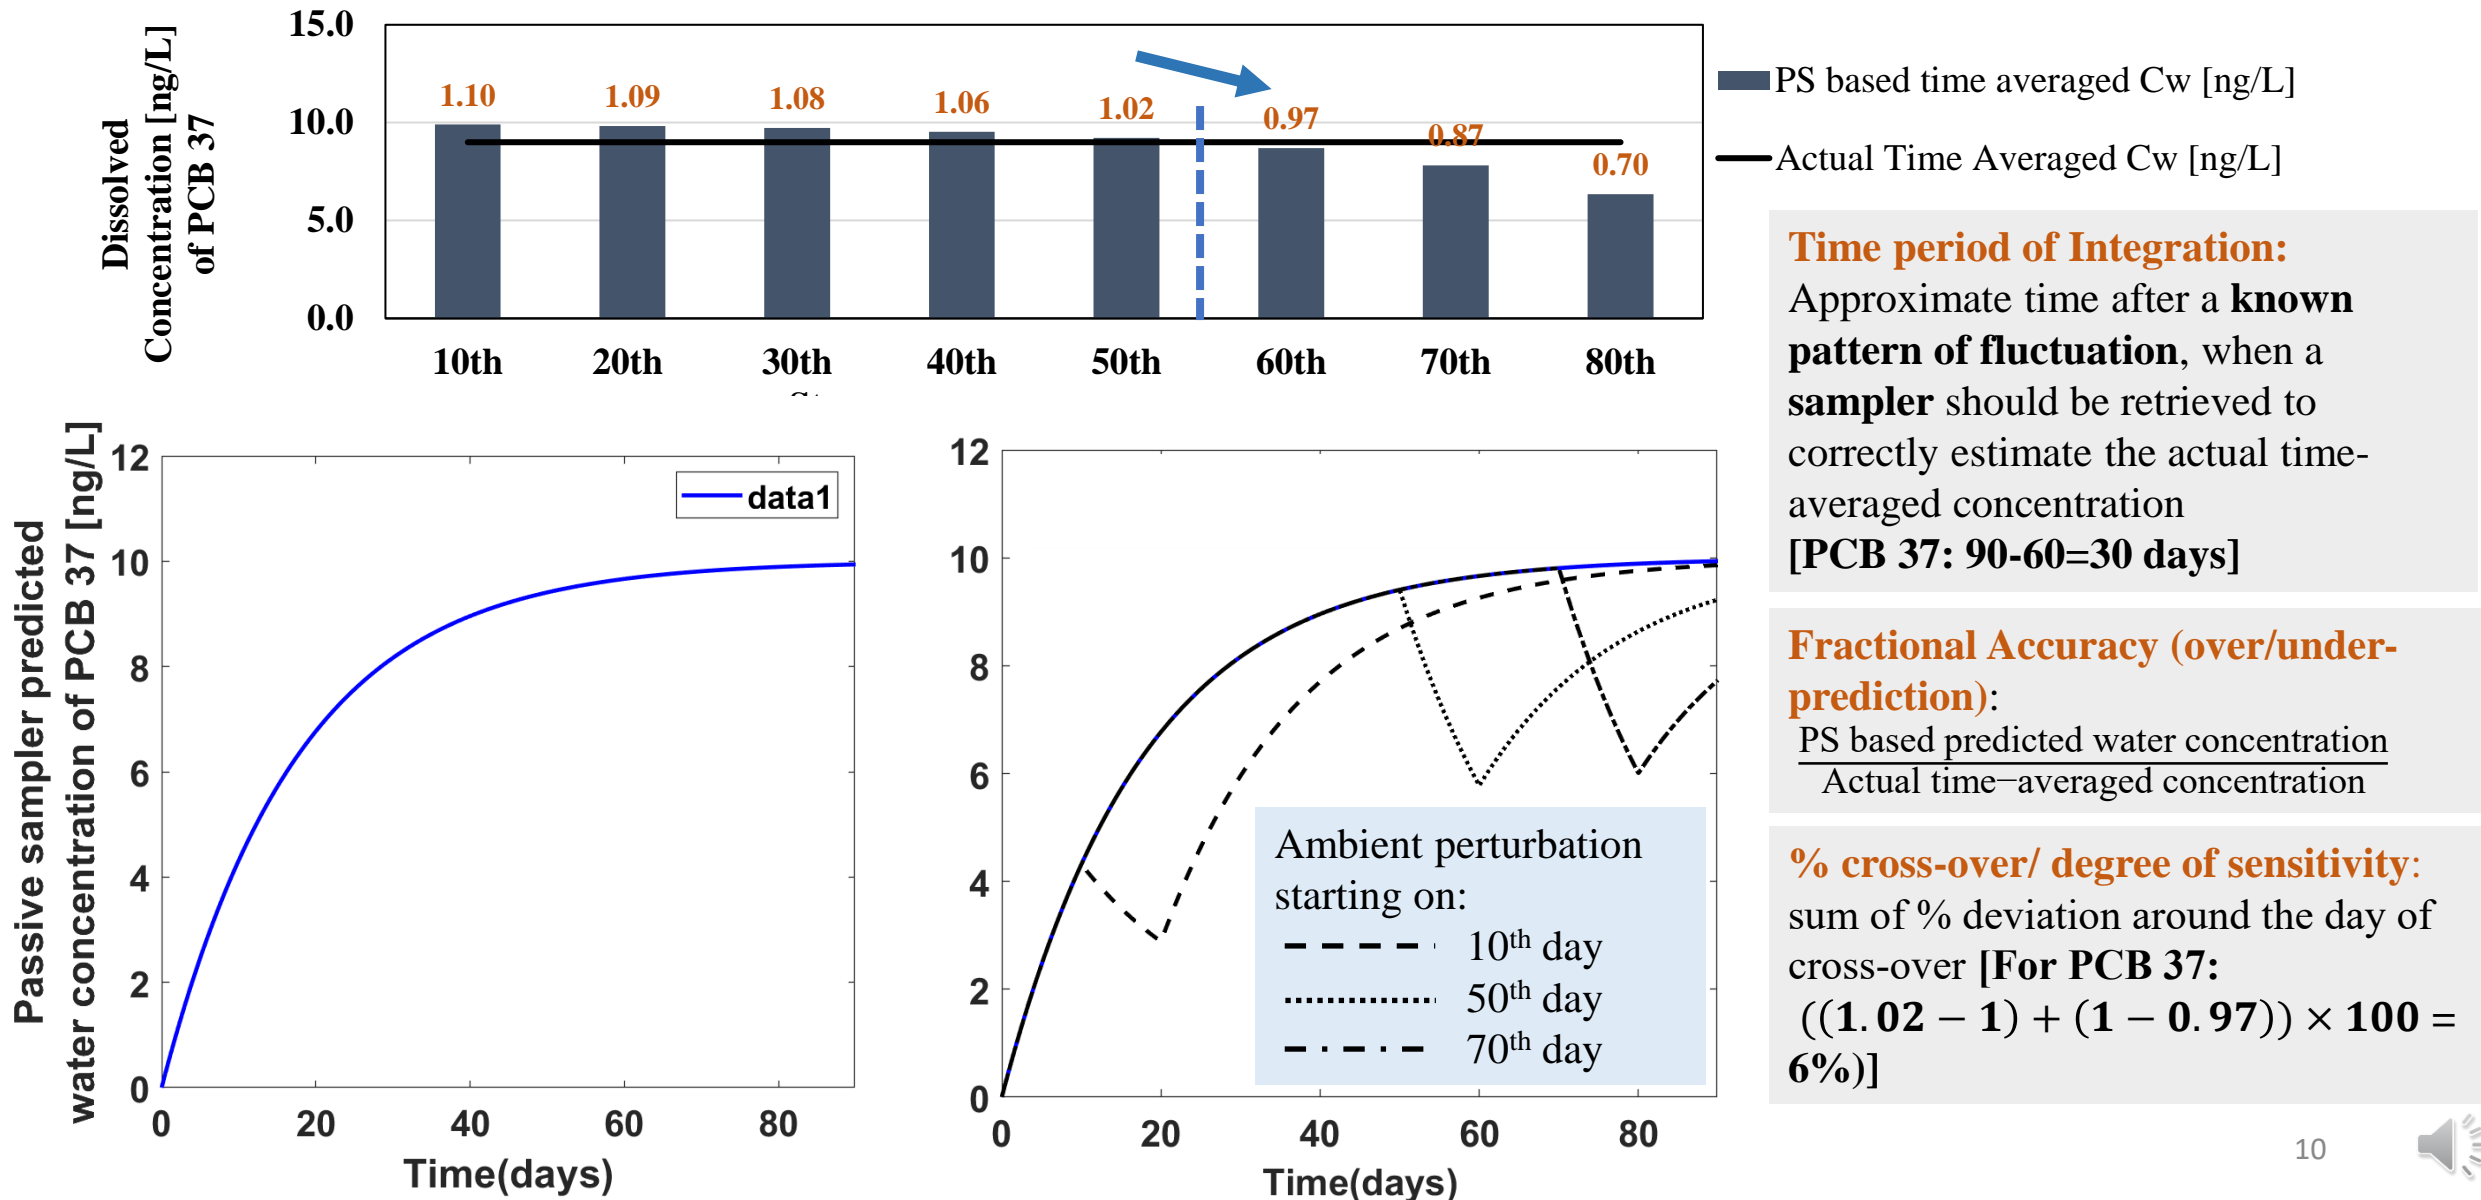 15.0
10.0
5.0
0.0
Dissolved
Concentration [ng/L]
of PCB 37
1.10
1.09
1.08
1.06
1.02
0.97
0.87
0.70
10th
20th
30th
40th
50th
60th
70th
80th
PS based time averaged Cw [ng/L]
Actual Time Averaged Cw [ng/L]
Time period of Integration:
Approximate time after a known
pattern of fluctuation, when a
sampler should be retrieved to
correctly estimate the actual time-
averaged concentration
[PCB 37: 90-60=30 days]
Fractional Accuracy (over/under-
prediction):
PS based predicted water concentration
Actual time−averaged concentration
% cross-over/ degree of sensitivity:
sum of % deviation around the day of
cross-over [For PCB 37:
((1.02 − 1) + (1 − 0.97)) × 100 =
6%)]
Passive sampler predicted
water concentration of PCB 37 [ng/L]
12
10
8
6
4
2
0
0
20
40
60
80
Time(days)
data1
12
10
8
6
4
2
0
0
20
40
60
80
Time(days)
Ambient perturbation
starting on:
10th day
50th day
70th day
10